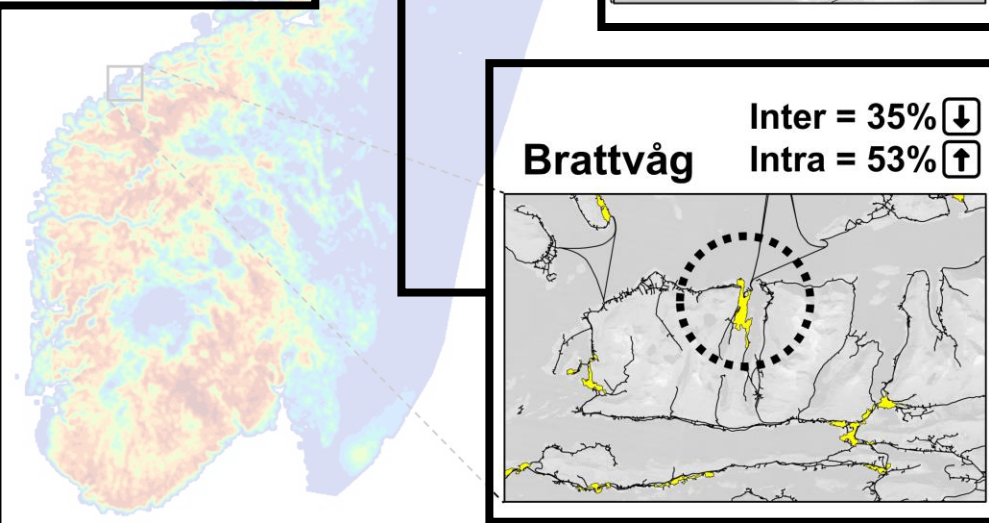 Inter = 35% ↓
Brattvåg Intra = 53% ↑